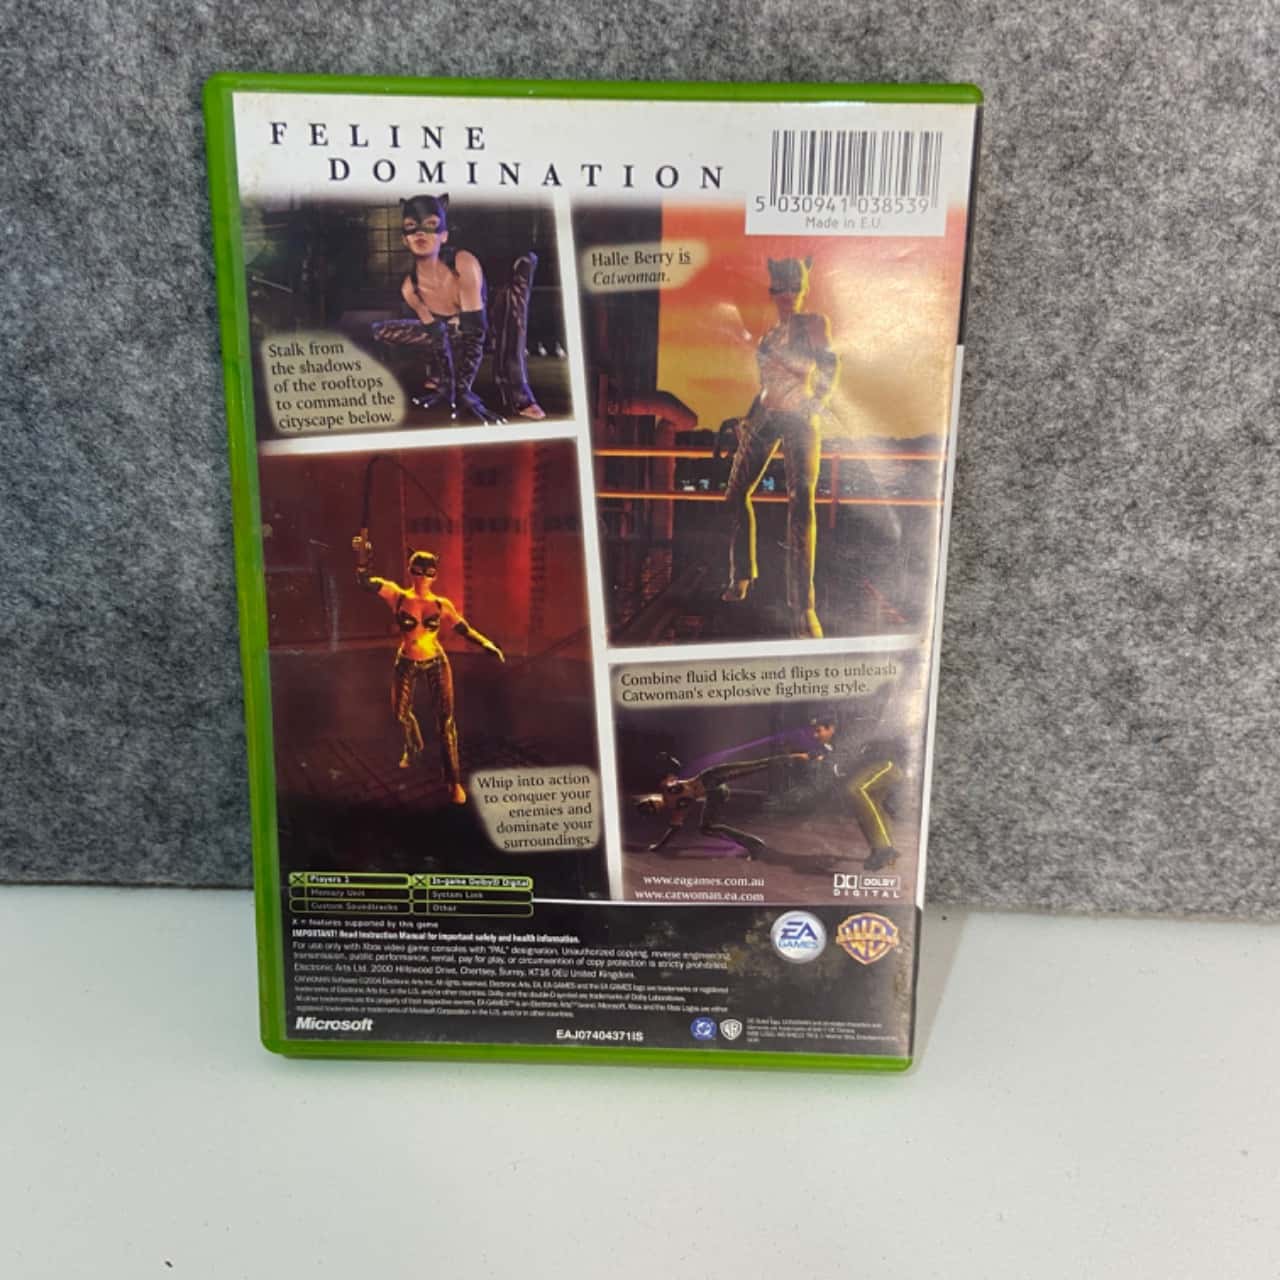 FELINE
DOMINATION
5 030941 038539
Made in E.U.
Halle Berry is
Catwoman.
Stalk from
the shadows
of the rooftops
to command the
cityscape below.
Combine fluid kicks and flips to unleash
Catwoman's explosive fighting style.
Whip into action
to conquer your
enemies and
dominate your
surroundings.
www.eagames.com.au
www.catwoman.ea.com
DOLBY
DIGITAL
X Players 1
X In-game Dolby® Digital
Memory Unit
System Link
Custom Soundtracks
Other
X = features supported by this game
IMPORTANT! Read Instruction Manual for important safety and health information.
For use only with Xbox video game consoles with "PAL" designation. Unauthorized copying, reverse engineering,
transmission, public performance, rental, pay for play, or circumvention of copy protection is strictly prohibited.
Electronic Arts Ltd. 2000 Hillswood Drive, Chertsey, Surrey, KT16 0EU United Kingdom.
EA
GAMES
WB
Microsoft
EAJ07404371IS
DC
WB